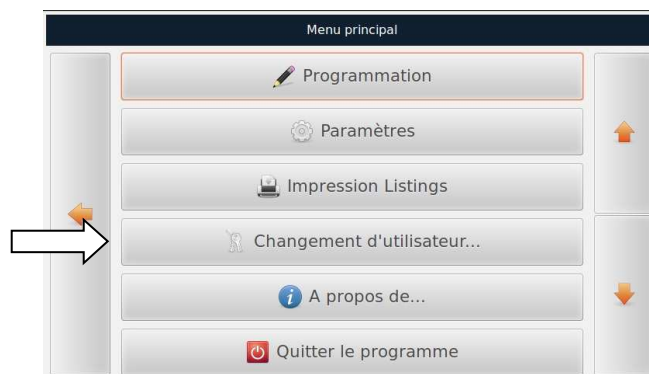 Menu principal
Programmation
Paramètres
Impression Listings
Changement d'utilisateur...
A propos de...
Quitter le programme